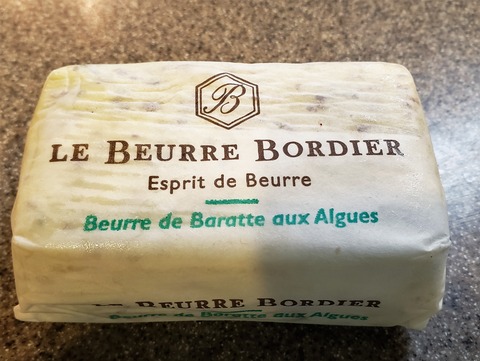 B
LE BEURRE BORDIER
Esprit de Beurre
Beurre de Baratte aux Algues
LE BEURRE BORDIER
Beurre de Baratte aux Algues